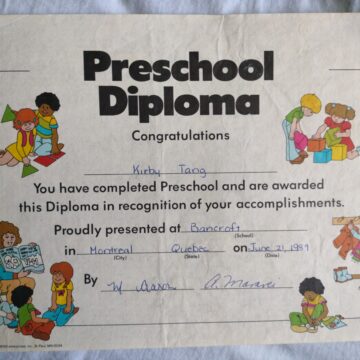 Preschool
Diploma
Congratulations
Kirby Tang
You have completed Preschool and are awarded
this Diploma in recognition of your accomplishments.
Proudly presented at Bancroft
(School)
in Montreal Quebec on June 21, 1989
(City) (State) (Date)
By